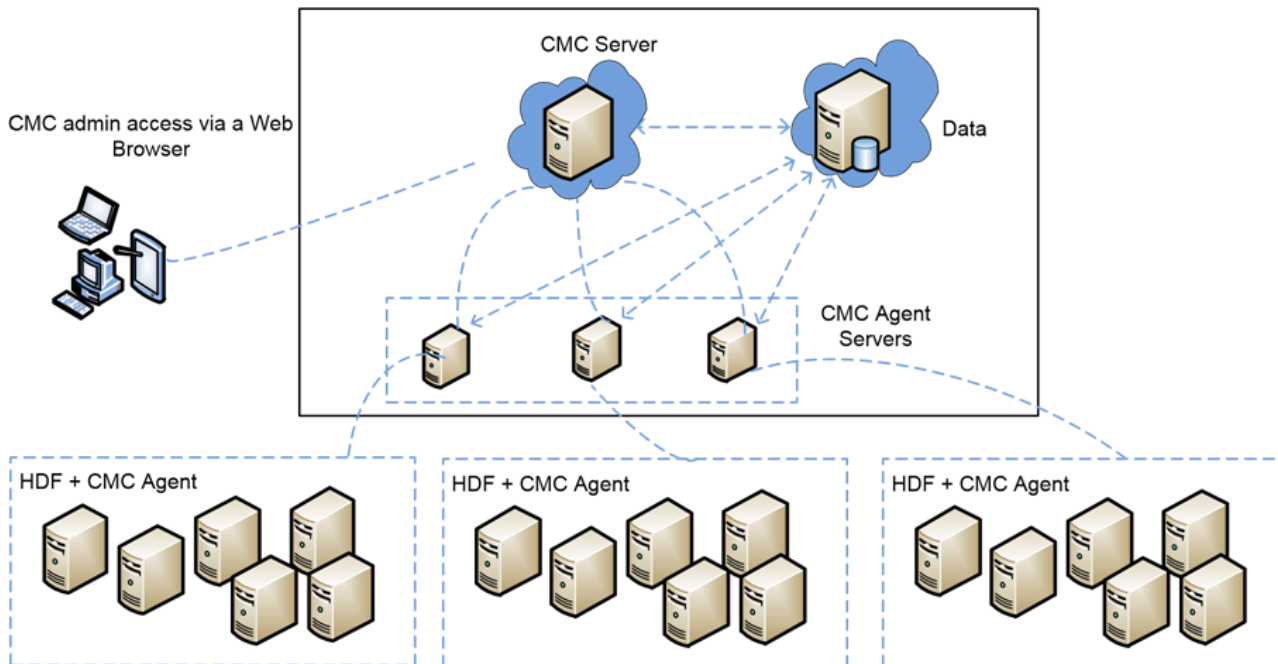 CMC Server
CMC admin access via a Web
Browser
Data
CMC Agent
Servers
HDF + CMC Agent
HDF + CMC Agent
HDF + CMC Agent